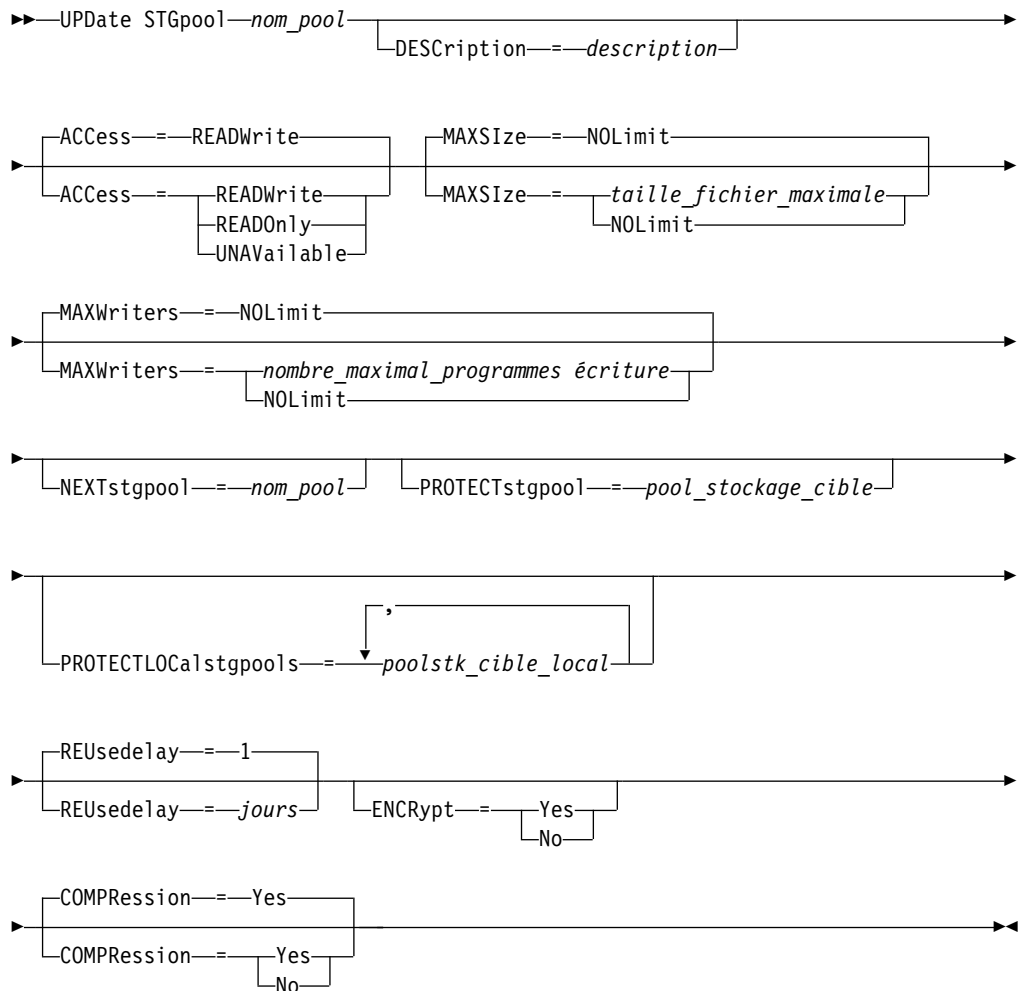 UPDate STGpool nom_pool
DESCription = description
ACCess = READWrite MAXSIze = NOLimit
ACCess = READWrite MAXSIze = taille_fichier_maximale
READOnly NOLimit
UNAVailable
MAXWriters = NOLimit
MAXWriters = nombre_maximal_programmes écriture
NOLimit
NEXTstgpool = nom_pool PROTECTstgpool = pool_stockage_cible
,
PROTECTLOCalstgpools = poolstk_cible_local
REUsedelay = 1
REUsedelay = jours ENCRypt = Yes
No
COMPRession = Yes
COMPRession = Yes
No